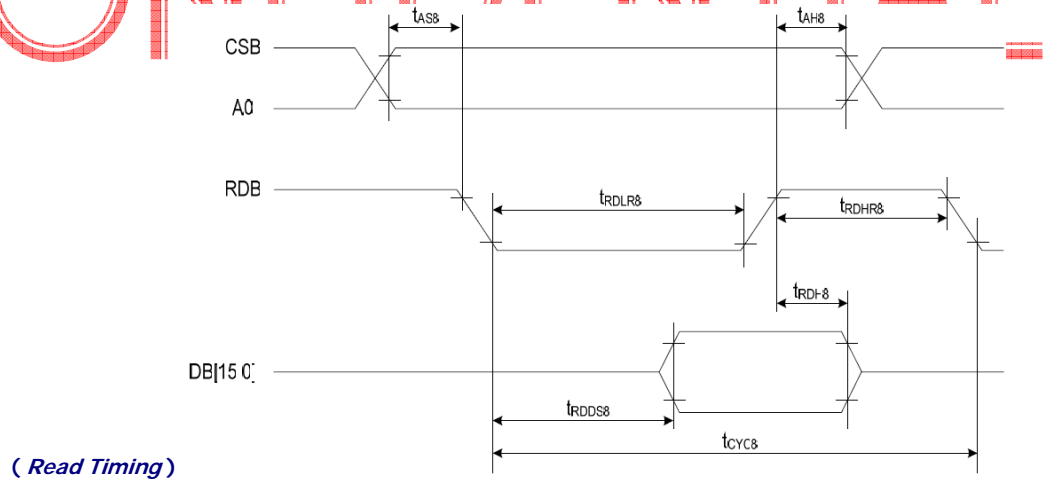 tAS8
tAH8
CSB
A0
RDB
tRDLR8
tRDHR8
tRDH8
DB[15 0]
tRDDS8
tCYC8
( Read Timing )